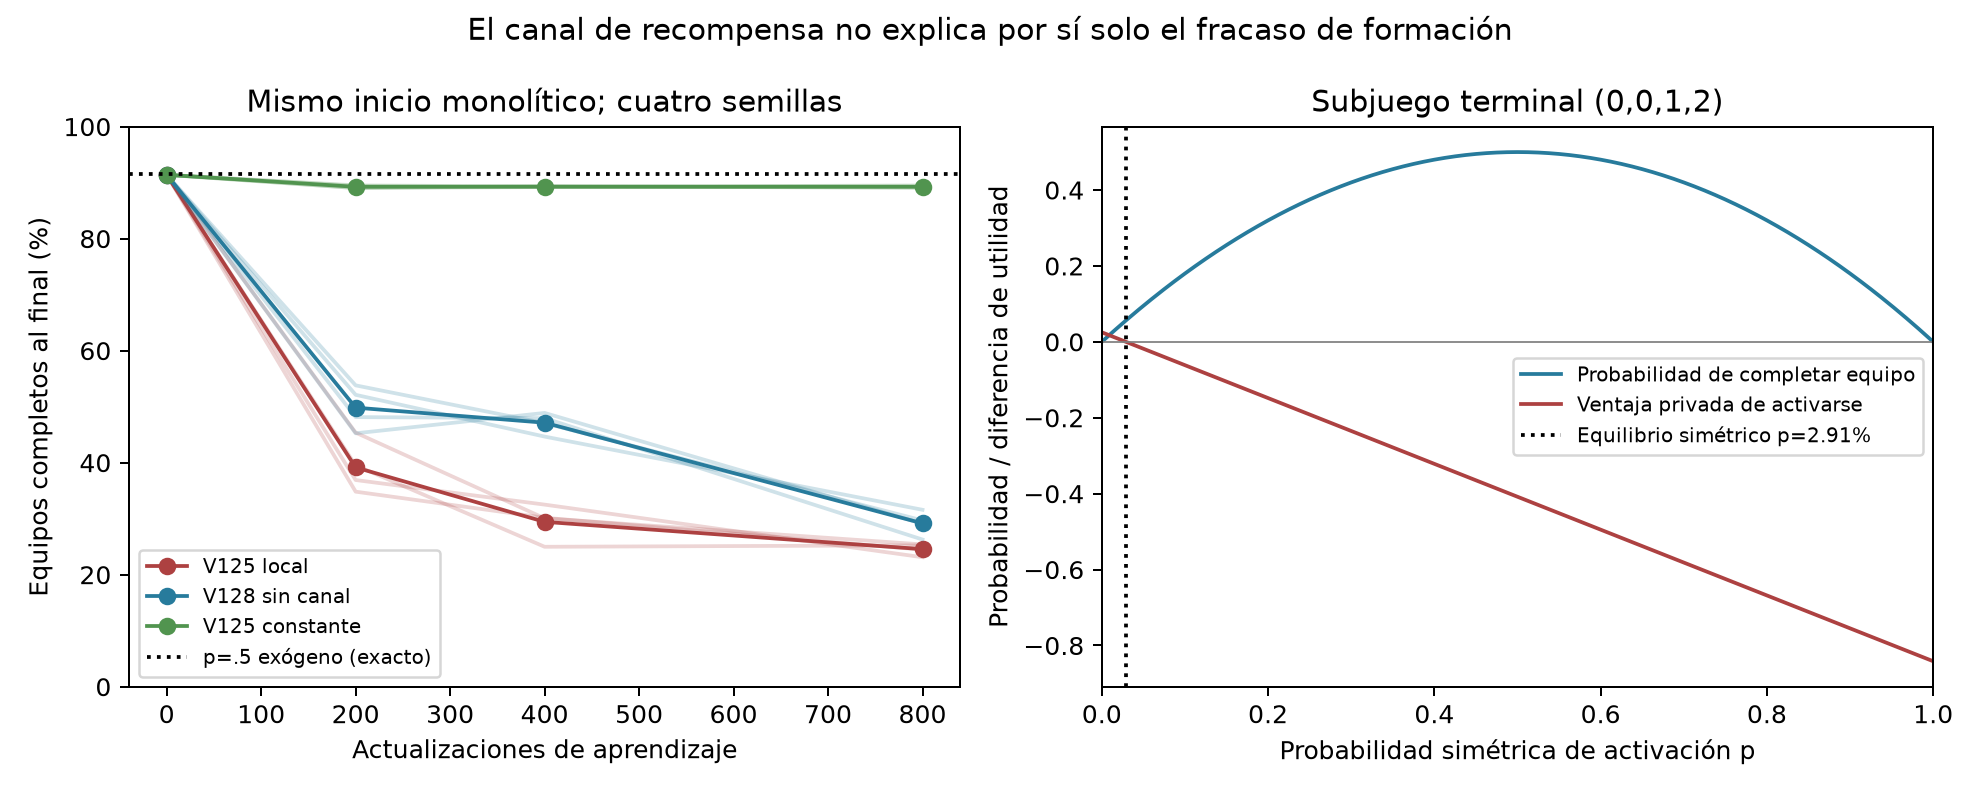 El canal de recompensa no explica por sí solo el fracaso de formación
Mismo inicio monolítico; cuatro semillas
Equipos completos al final (%)
100
80
60
40
20
0
V125 local
V128 sin canal
V125 constante
p=.5 exógeno (exacto)
0 100 200 300 400 500 600 700 800
Actualizaciones de aprendizaje
Subjuego terminal (0,0,1,2)
Probabilidad / diferencia de utilidad
0.4
0.2
0.0
−0.2
−0.4
−0.6
−0.8
Probabilidad de completar equipo
Ventaja privada de activarse
Equilibrio simétrico p=2.91%
0.0 0.2 0.4 0.6 0.8 1.0
Probabilidad simétrica de activación p